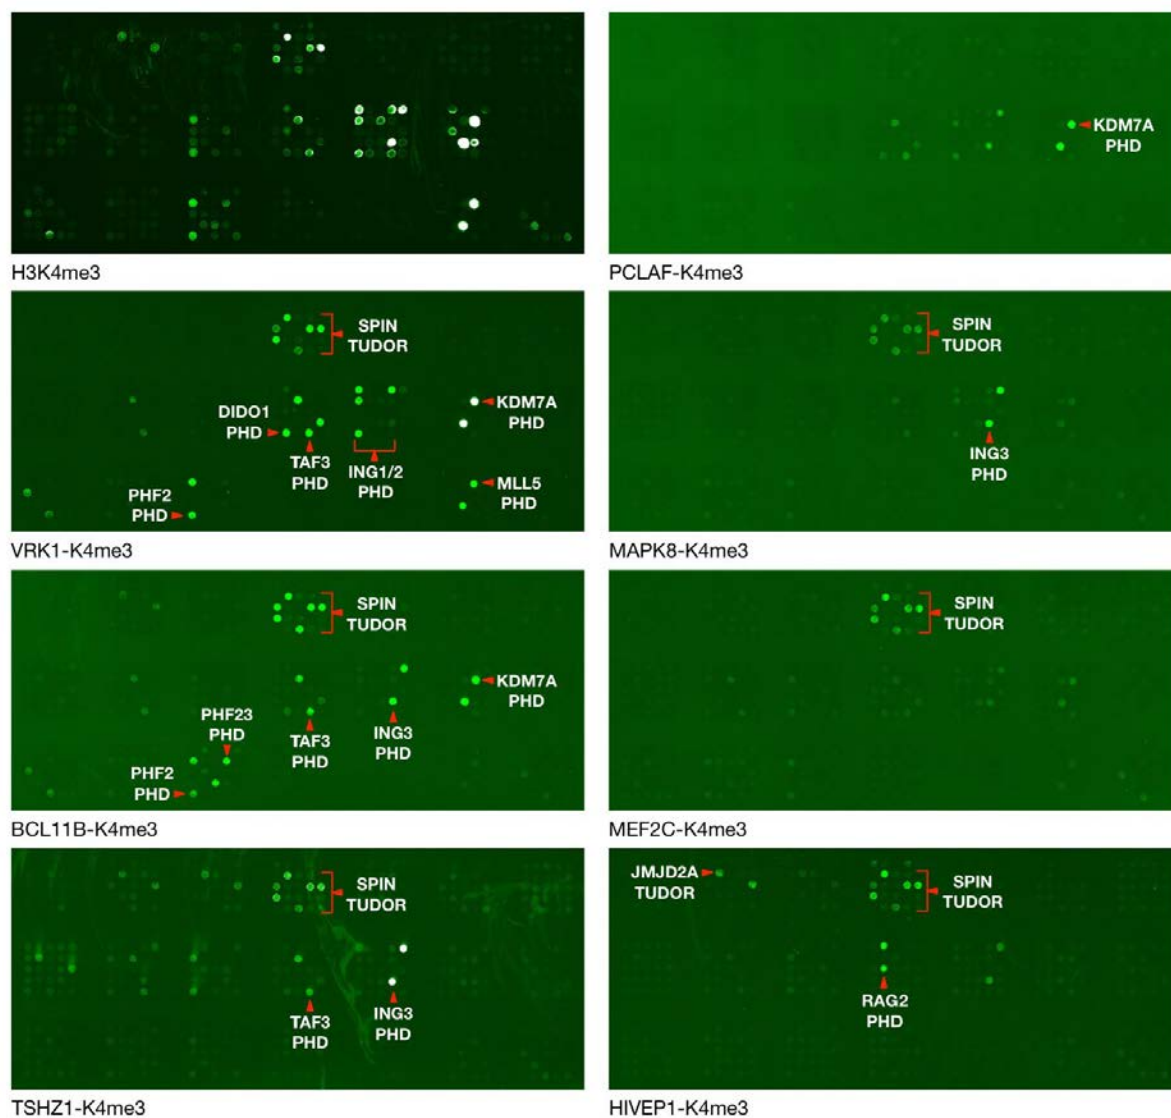 H3K4me3
KDM7A
PHD
PCLAF-K4me3
SPIN
TUDOR
DIDO1
PHD
TAF3
PHD
ING1/2
PHD
KDM7A
PHD
MLL5
PHD
PHF2
PHD
VRK1-K4me3
SPIN
TUDOR
ING3
PHD
MAPK8-K4me3
SPIN
TUDOR
KDM7A
PHD
PHF23
PHD
TAF3
PHD
ING3
PHD
PHF2
PHD
BCL11B-K4me3
SPIN
TUDOR
MEF2C-K4me3
SPIN
TUDOR
TAF3
PHD
ING3
PHD
TSHZ1-K4me3
JMJD2A
TUDOR
SPIN
TUDOR
RAG2
PHD
HIVEP1-K4me3